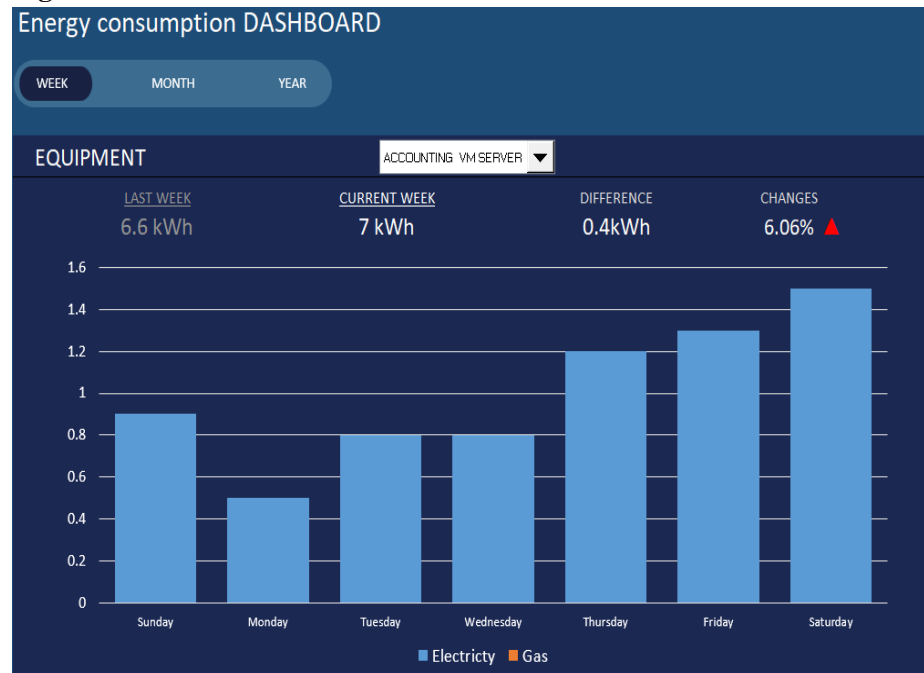 Energy consumption DASHBOARD
WEEK MONTH YEAR
EQUIPMENT ACCOUNTING VM SERVER
LAST WEEK CURRENT WEEK DIFFERENCE CHANGES
6.6 kWh 7 kWh 0.4kWh 6.06%
1.6
1.4
1.2
1
0.8
0.6
0.4
0.2
0
Sunday Monday Tuesday Wednesday Thursday Friday Saturday
Electricty Gas